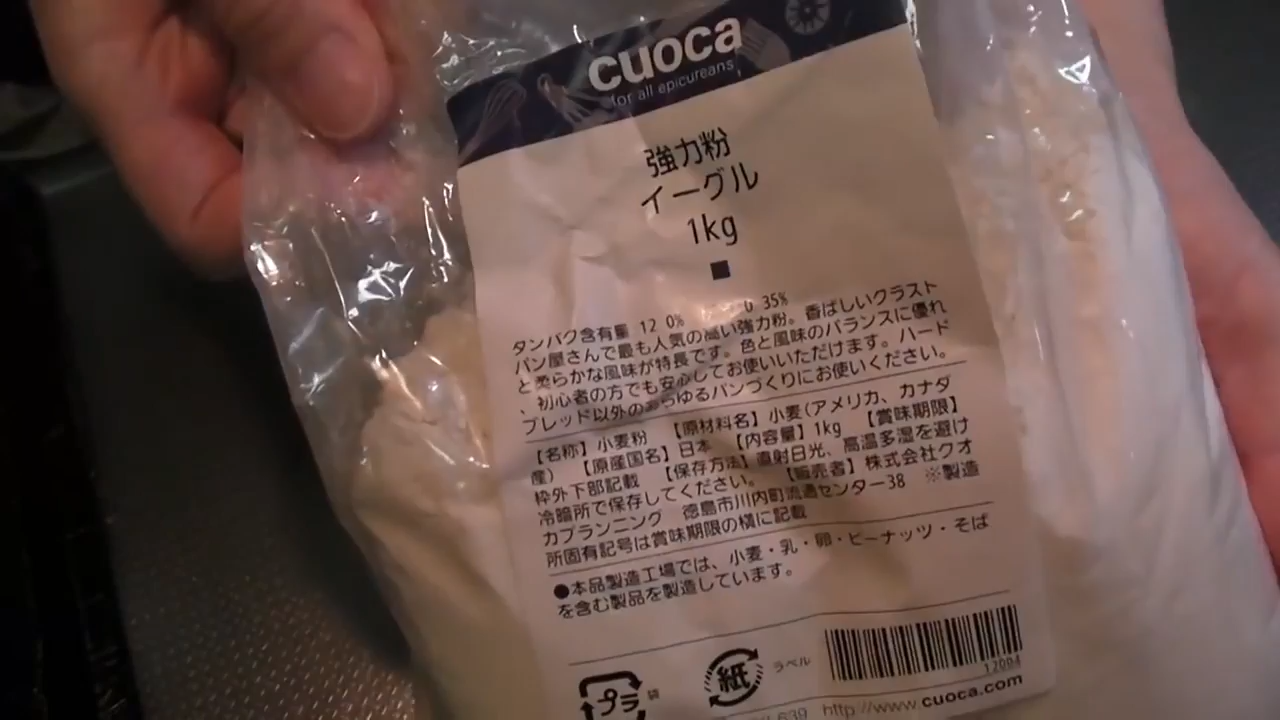 cuoca
for all epicureans
強力粉
イーグル
1kg
■
タンパク含有量 12 0% 0 35%
パン屋さんで最も人気の高い強力粉。香ばしいクラスト
と柔らかな風味が特長です。色と風味のバランスに優れ
、初心者の方でも安心してお使いいただけます。ハード
ブレッド以外のあらゆるパンづくりにお使いください。
【名称】小麦粉 【原材料名】小麦(アメリカ、カナダ
産) 【原産国名】日本 【内容量】1kg 【賞味期限】
枠外下部記載 【保存方法】直射日光、高温多湿を避け
冷暗所で保存してください。 【販売者】株式会社クオ
カプランニング 徳島市川内町流通センター38 ※製造
所固有記号は賞味期限の横に記載
●本品製造工場では、小麦・乳・卵・ピーナッツ・そば
を含む製品を製造しています。
プラ 袋 紙 ラベル
12004
639 http://www.cuoca.com